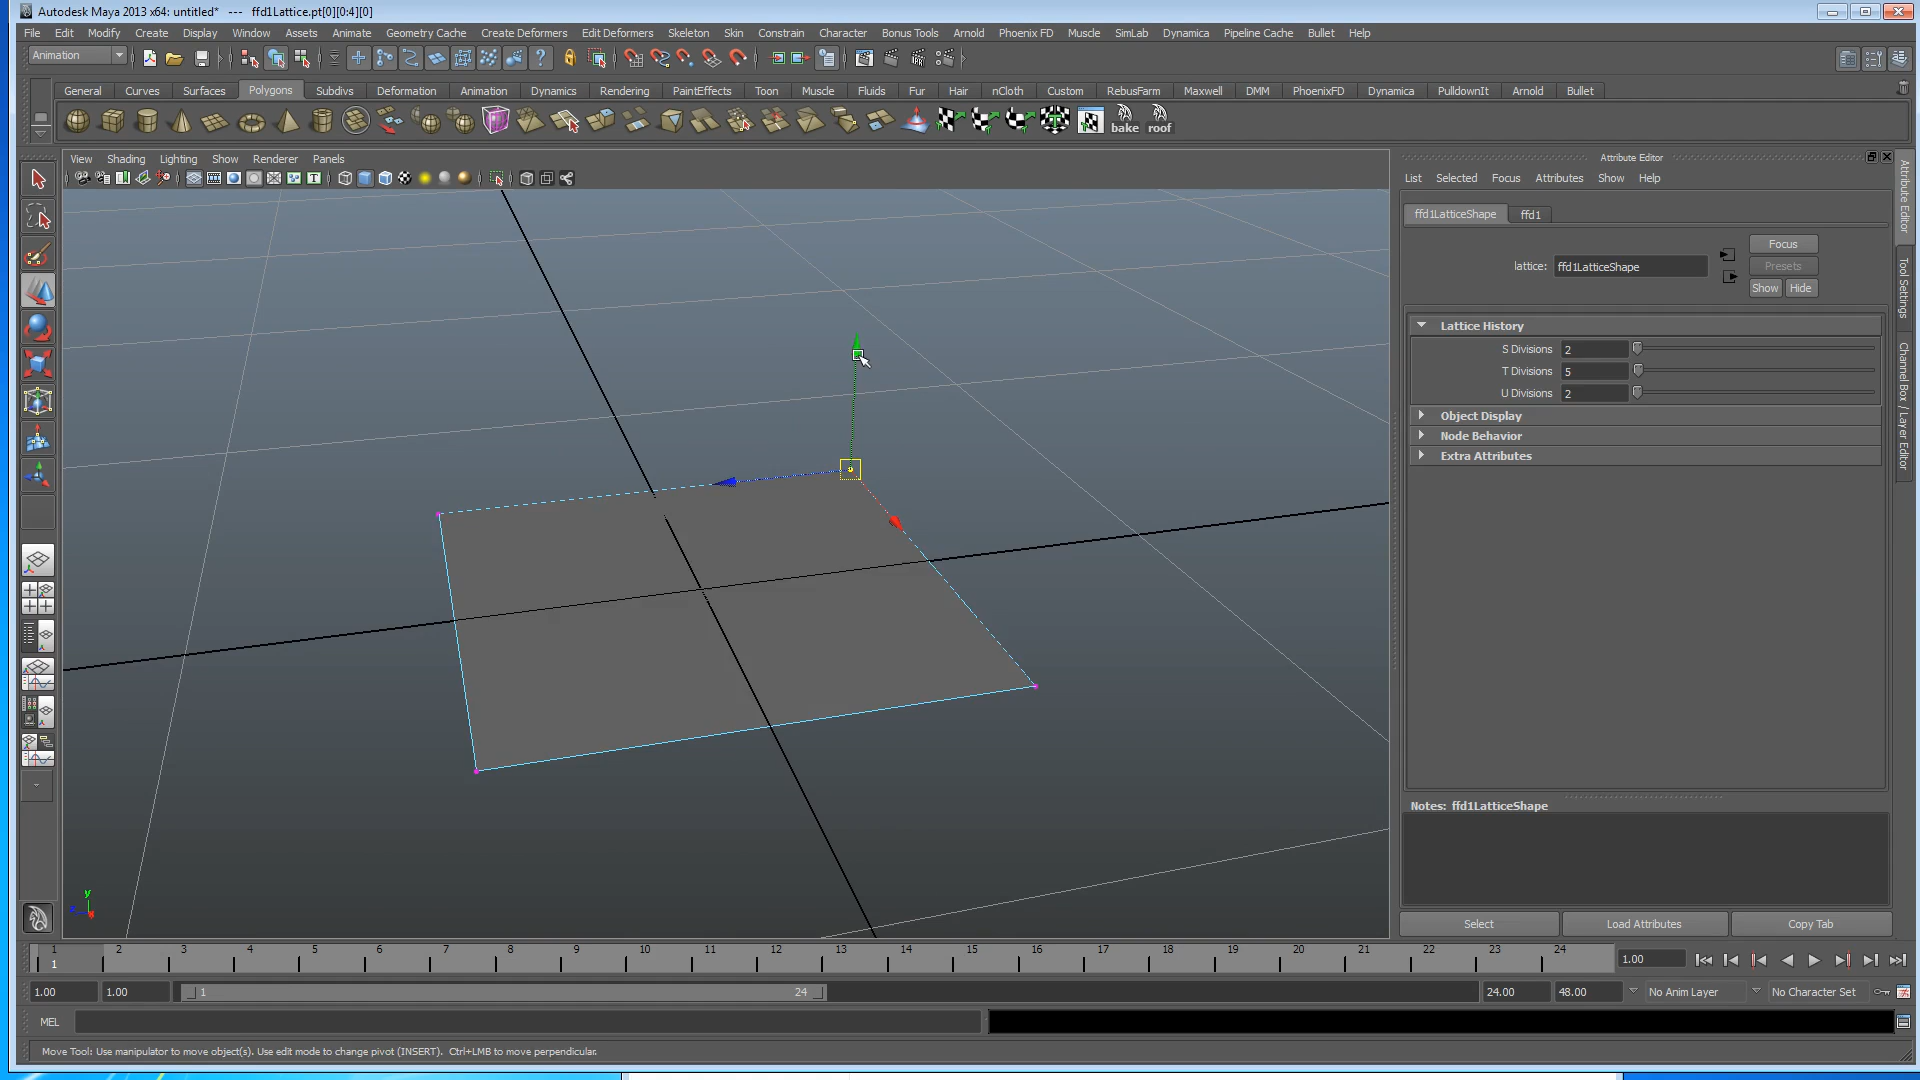 Autodesk Maya 2013 x64: untitled*   ---   ffd1Lattice.pt[0][0:4][0]
File Edit Modify Create Display Window Assets Animate Geometry Cache Create Deformers Edit Deformers Skeleton Skin Constrain Character Bonus Tools Arnold Phoenix FD Muscle SimLab Dynamica Pipeline Cache Bullet Help
Animation
General Curves Surfaces Polygons Subdivs Deformation Animation Dynamics Rendering PaintEffects Toon Muscle Fluids Fur Hair nCloth Custom RebusFarm Maxwell DMM PhoenixFD Dynamica PulldownIt Arnold Bullet
bake roof
View Shading Lighting Show Renderer Panels
Attribute Editor
List Selected Focus Attributes Show Help
ffd1LatticeShape ffd1
Focus
lattice: ffd1LatticeShape
Presets
Show Hide
Lattice History
S Divisions 2
T Divisions 5
U Divisions 2
Object Display
Node Behavior
Extra Attributes
Notes: ffd1LatticeShape
Select Load Attributes Copy Tab
Attribute Editor
Tool Settings
Channel Box / Layer Editor
y
1 2 3 4 5 6 7 8 9 10 11 12 13 14 15 16 17 18 19 20 21 22 23 24
1
1.00
1.00 1.00 1 24 24.00 48.00 No Anim Layer No Character Set
MEL
Move Tool: Use manipulator to move object(s). Use edit mode to change pivot (INSERT).  Ctrl+LMB to move perpendicular.